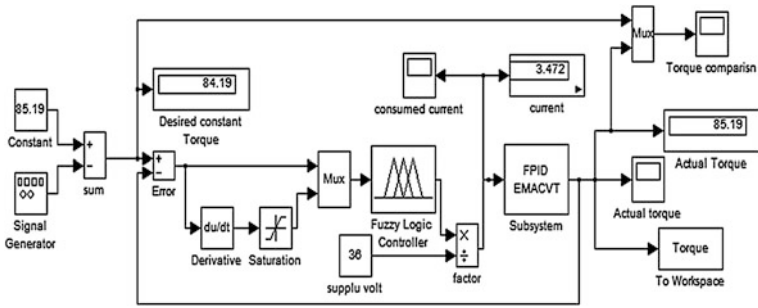 85.19
Constant
Signal
Generator
+
−
sum
84.19
Desired constant
Torque
+
−
Error
du/dt
Derivative
Saturation
Mux
Fuzzy Logic
Controller
36
supplu volt
×
÷
factor
consumed current
3.472
current
FPID
EMACVT
Subsystem
Mux
Torque comparisn
85.19
Actual Torque
Actual torque
Torque
To Workspace